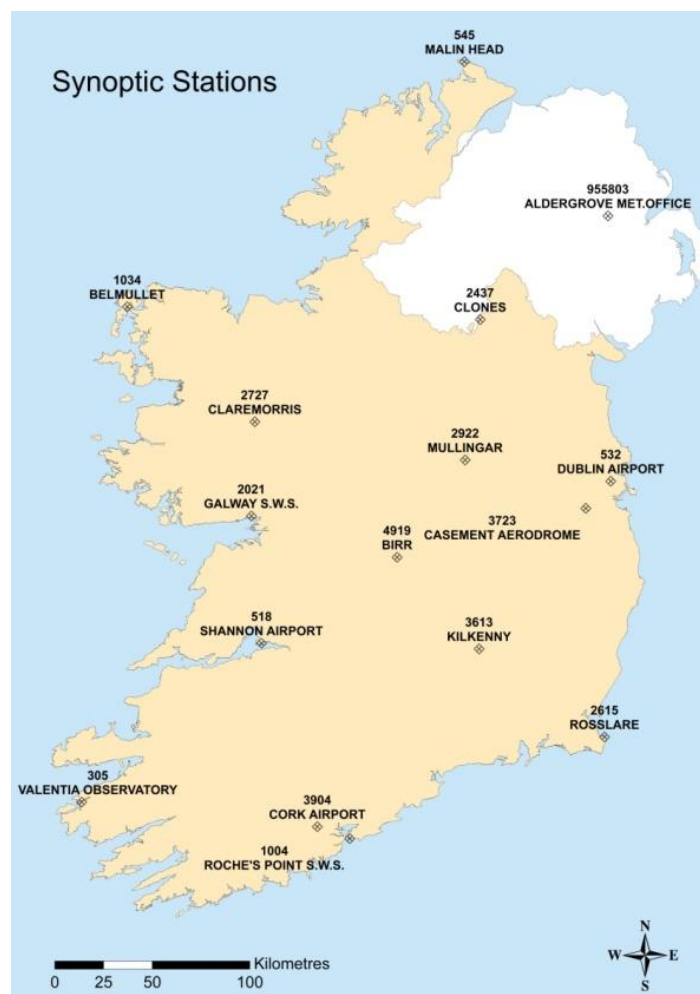 545
MALIN HEAD
Synoptic Stations
955803
ALDERGROVE MET.OFFICE
1034
BELMULLET
2437
CLONES
2727
CLAREMORRIS
2922
MULLINGAR
532
DUBLIN AIRPORT
2021
GALWAY S.W.S.
3723
CASEMENT AERODROME
4919
BIRR
518
SHANNON AIRPORT
3613
KILKENNY
2615
ROSSLARE
305
VALENTIA OBSERVATORY
3904
CORK AIRPORT
1004
ROCHE'S POINT S.W.S.
N
W E
S
Kilometres
0 25 50 100